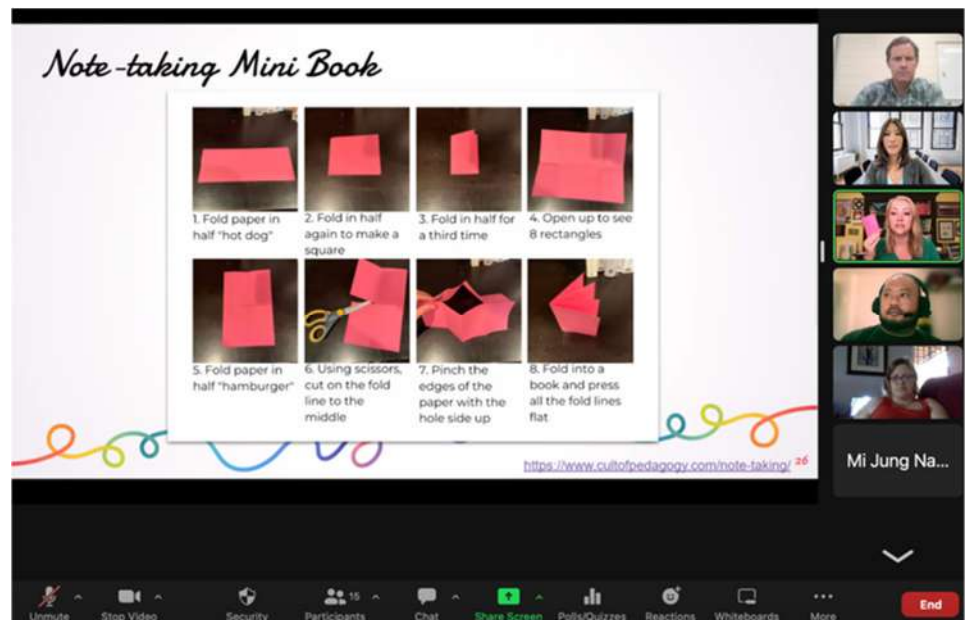 Note-taking Mini Book
1. Fold paper in
half "hot dog"
2. Fold in half
again to make a
square
3. Fold in half for
a third time
4. Open up to see
8 rectangles
5. Fold paper in
half "hamburger"
6. Using scissors,
cut on the fold
line to the
middle
7. Pinch the
edges of the
paper with the
hole side up
8. Fold into a
book and press
all the fold lines
flat
https://www.cultofpedagogy.com/note-taking/ 26
Mi Jung Na...
Unmute
Stop Video
Security
Participants
15
Chat
Share Screen
Polls/Quizzes
Reactions
Whiteboards
More
End